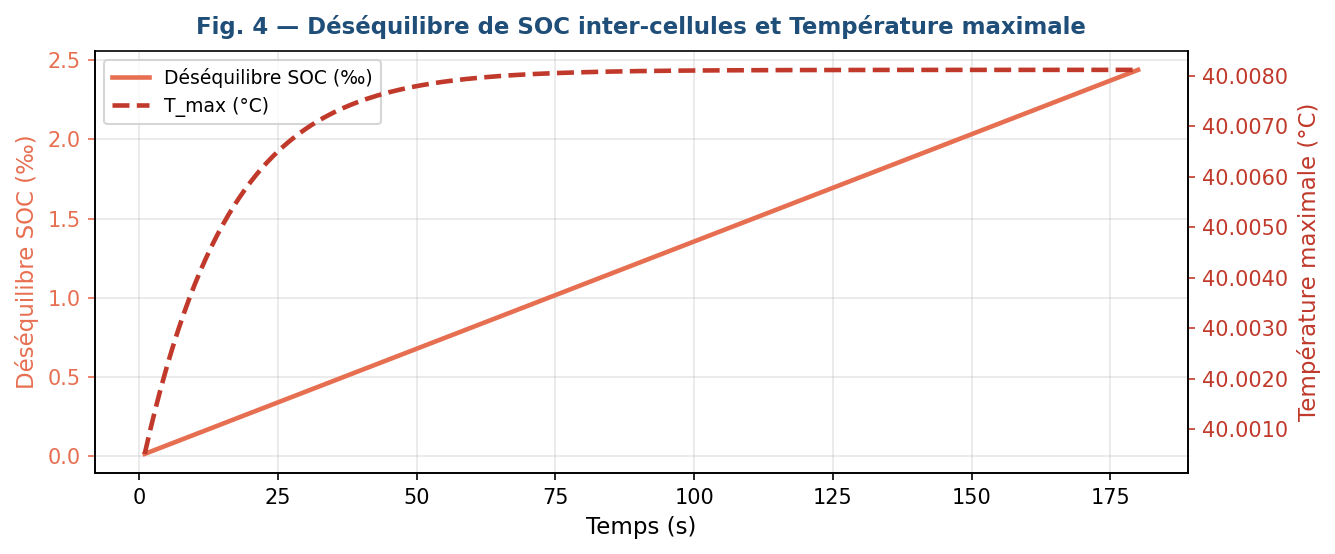 Fig. 4 — Déséquilibre de SOC inter-cellules et Température maximale
Déséquilibre SOC (‰)
T_max (°C)
Déséquilibre SOC (‰)
2.5
2.0
1.5
1.0
0.5
0.0
40.0080
40.0070
40.0060
40.0050
40.0040
40.0030
40.0020
40.0010
Température maximale (°C)
0 25 50 75 100 125 150 175
Temps (s)